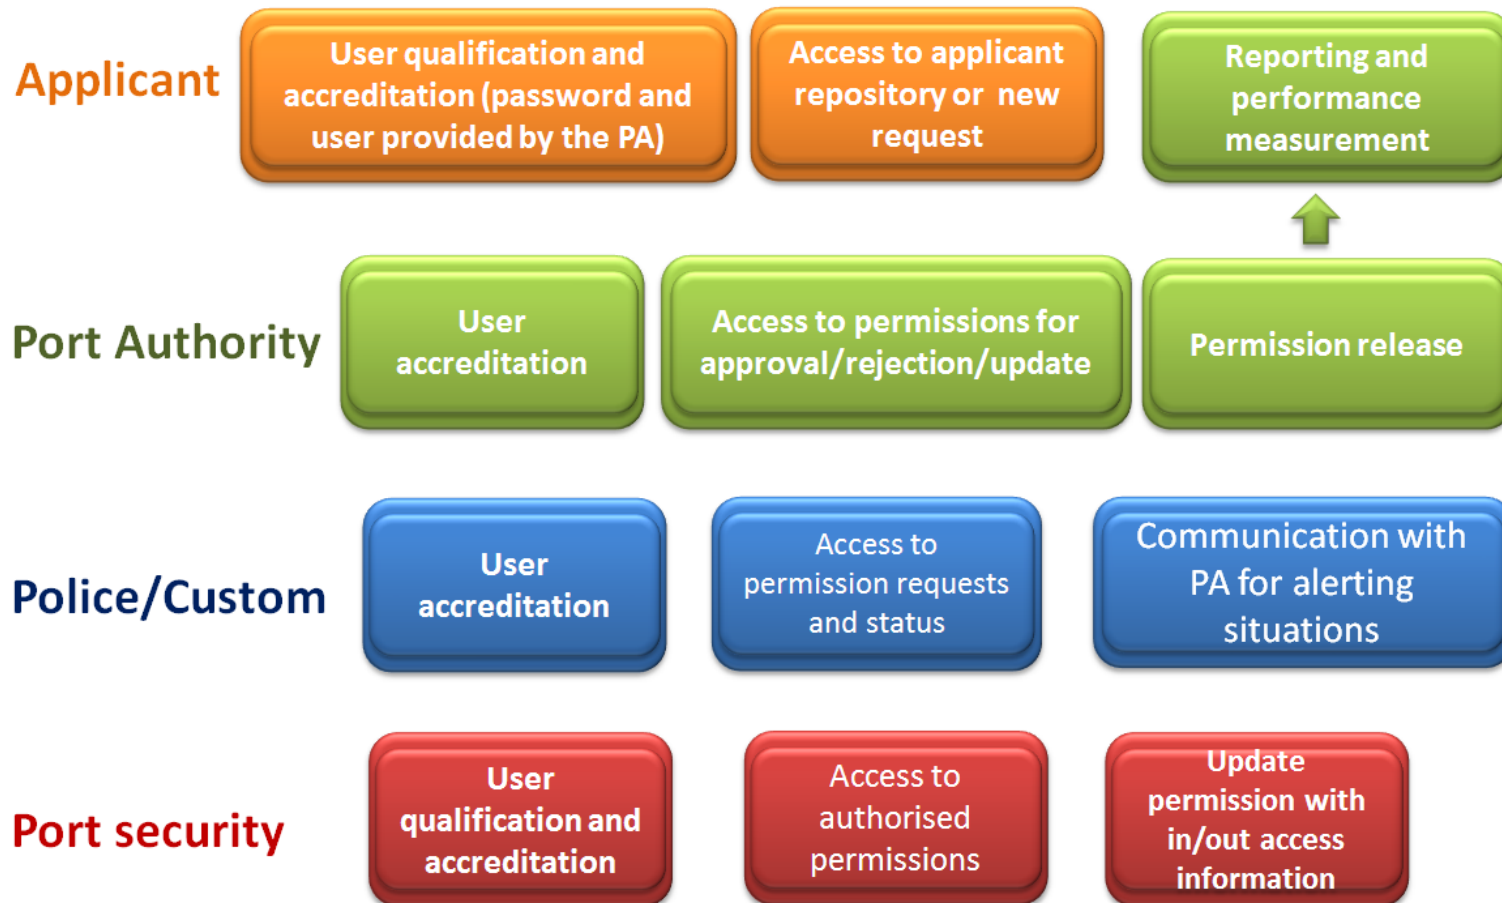 Applicant
User qualification and
accreditation (password and
user provided by the PA)
Access to applicant
repository or new
request
Reporting and
performance
measurement
Port Authority
User
accreditation
Access to permissions for
approval/rejection/update
Permission release
Police/Custom
User
accreditation
Access to
permission requests
and status
Communication with
PA for alerting
situations
Port security
User
qualification and
accreditation
Access to
authorised
permissions
Update
permission with
in/out access
information